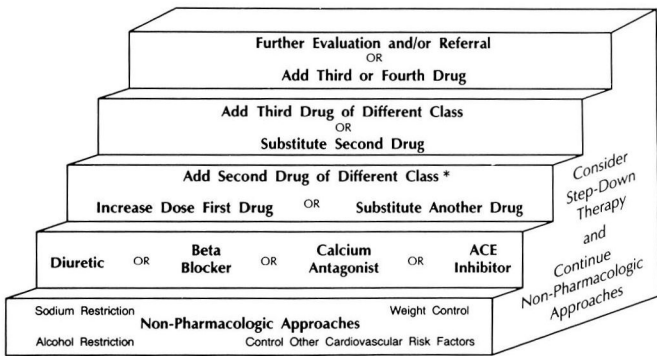 Further Evaluation and/or Referral
OR
Add Third or Fourth Drug
Add Third Drug of Different Class
OR
Substitute Second Drug
Add Second Drug of Different Class *
Increase Dose First Drug OR Substitute Another Drug
Diuretic OR Beta Blocker OR Calcium Antagonist OR ACE Inhibitor
Sodium Restriction Weight Control
Non-Pharmacologic Approaches
Alcohol Restriction Control Other Cardiovascular Risk Factors
Consider
Step-Down
Therapy
and
Continue
Non-Pharmacologic
Approaches